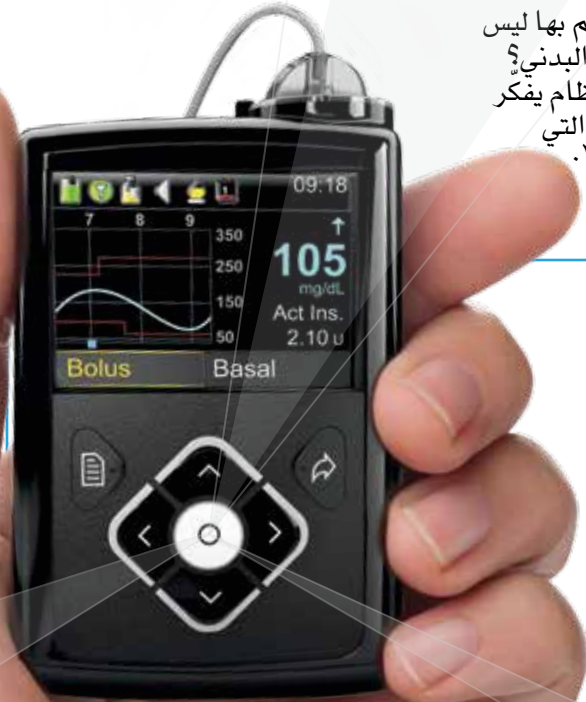 م بها ليس
البدني؟
ظام يفكّر
التي
09:18
7 8 9
350
250
150
50
105
mg/dL
Act Ins.
2.10 u
Bolus Basal